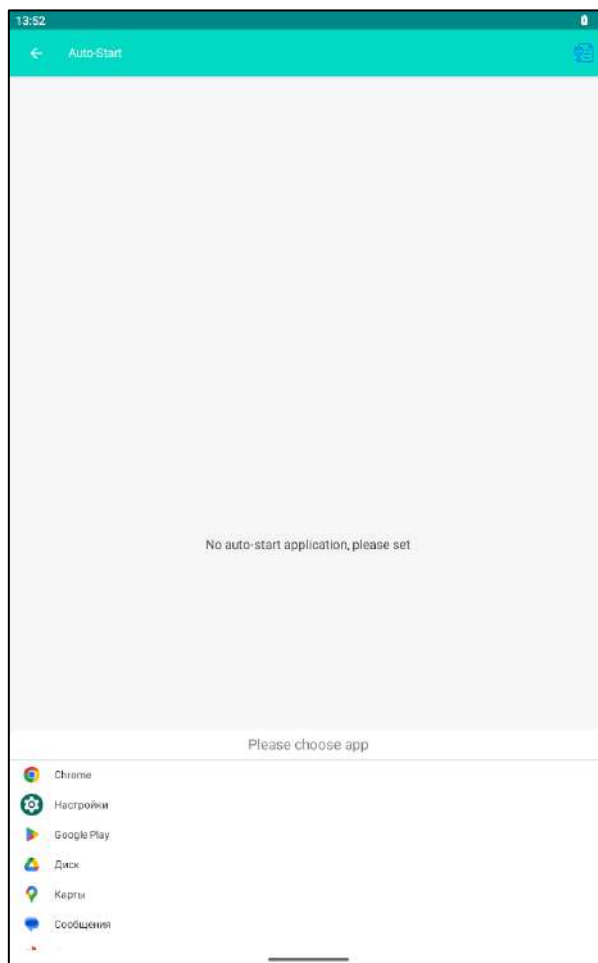 13:52
Auto-Start
No auto-start application, please set
Please choose app
Chrome
Настройки
Google Play
Диск
Карты
Сообщения